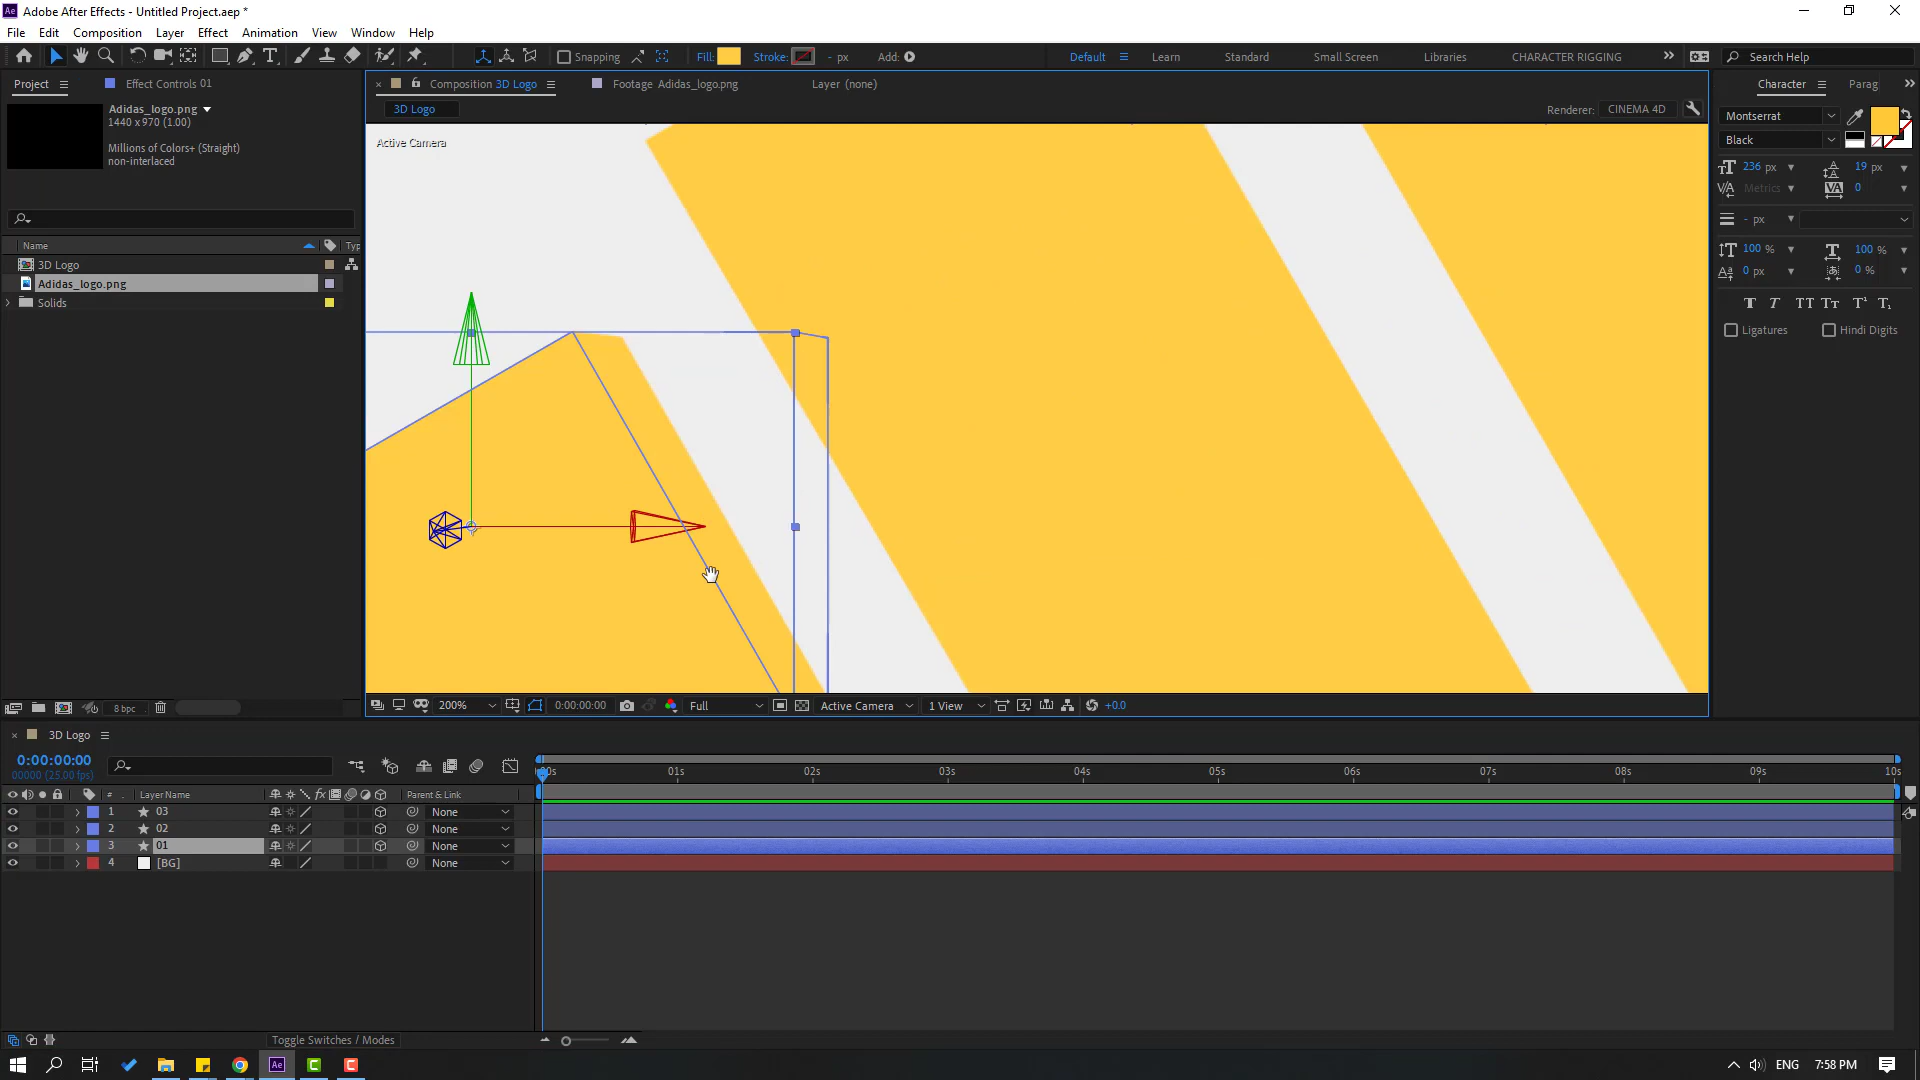 Adobe After Effects - Untitled Project.aep *
File Edit Composition Layer Effect Animation View Window Help
Snapping Fill: Stroke: - px Add: Default Learn Standard Small Screen Libraries CHARACTER RIGGING Search Help
Project Effect Controls 01 Composition 3D Logo Footage Adidas_logo.png Layer (none) Character Parag
Adidas_logo.png
1440 x 970 (1.00)
Millions of Colors+ (Straight)
non-interlaced
3D Logo Renderer: CINEMA 4D
Active Camera
Montserrat
Black
236 px 19 px
Metrics 0
- px
100 % 100 %
0 px 0 %
Ligatures Hindi Digits
Name Typ
3D Logo
Adidas_logo.png
Solids
8 bpc
200% 0:00:00:00 Full Active Camera 1 View +0.0
3D Logo
0:00:00:00
00000 (25.00 fps)
:00s 01s 02s 03s 04s 05s 06s 07s 08s 09s 10s
# Layer Name Parent & Link
1 03 None
2 02 None
3 01 None
4 [BG] None
Toggle Switches / Modes
ENG 7:58 PM